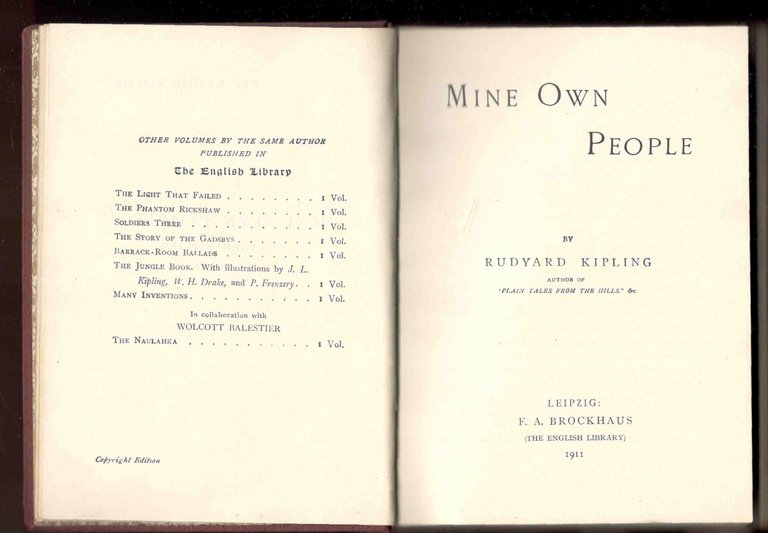 OTHER VOLUMES BY THE SAME AUTHOR
PUBLISHED IN
The English Library
THE LIGHT THAT FAILED . . . . . . . . 1 Vol.
THE PHANTOM RICKSHAW . . . . . . . . 1 Vol.
SOLDIERS THREE . . . . . . . . . . 1 Vol.
THE STORY OF THE GADSBYS . . . . . . . 1 Vol.
BARRACK-ROOM BALLADS . . . . . . . . 1 Vol.
THE JUNGLE BOOK. With illustrations by J. L.
Kipling, W. H. Drake, and P. Frenzery. . . 1 Vol.
MANY INVENTIONS. . . . . . . . . . . 1 Vol.
In collaboration with
WOLCOTT BALESTIER
THE NAULAHKA . . . . . . . . . . . 1 Vol.
Copyright Edition
MINE OWN
PEOPLE
BY
RUDYARD KIPLING
AUTHOR OF
'PLAIN TALES FROM THE HILLS." &c
LEIPZIG:
F. A. BROCKHAUS
(THE ENGLISH LIBRARY)
1911